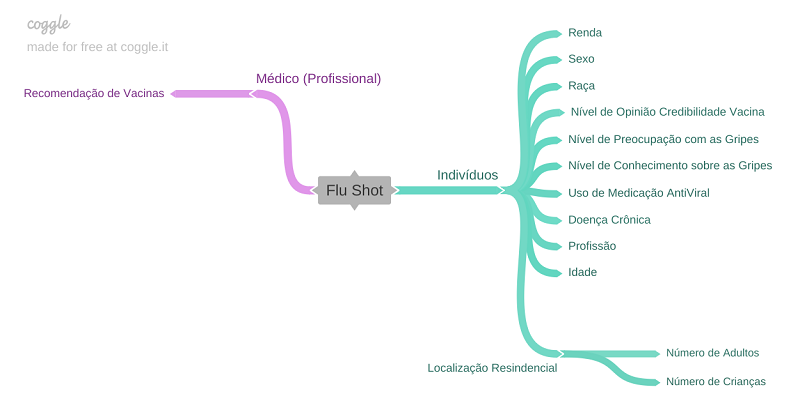 coggle
made for free at coggle.it
Médico (Profissional)
Recomendação de Vacinas
Flu Shot
Indivíduos
Renda
Sexo
Raça
Nível de Opinião Credibilidade Vacina
Nível de Preocupação com as Gripes
Nível de Conhecimento sobre as Gripes
Uso de Medicação AntiViral
Doença Crônica
Profissão
Idade
Localização Resindencial
Número de Adultos
Número de Crianças